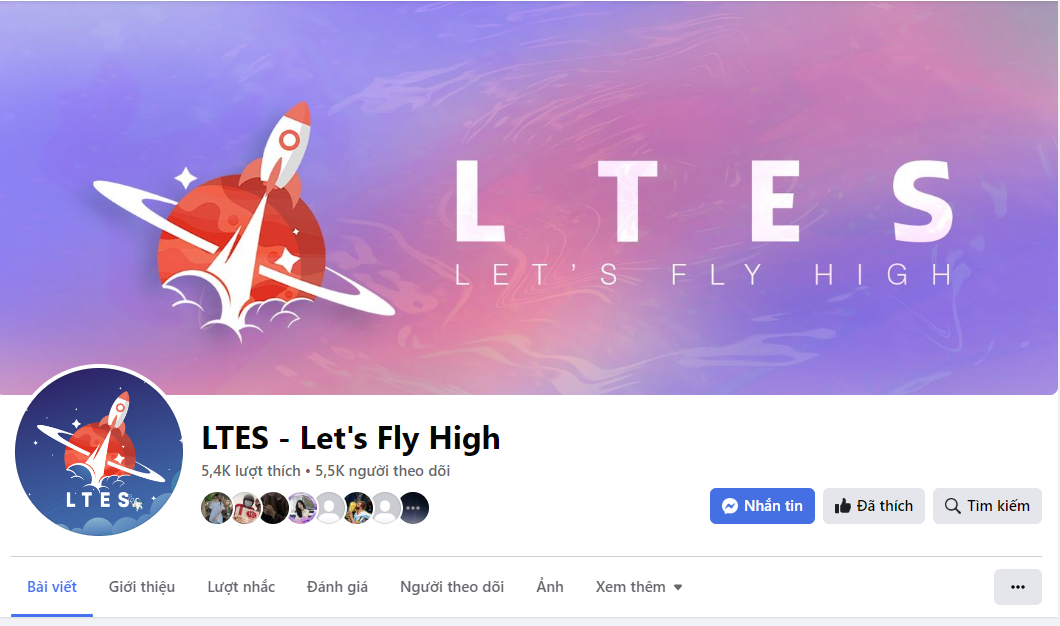 LTES
LET'S FLY HIGH
LTES
LTES - Let's Fly High
5,4K lượt thích • 5,5K người theo dõi
Nhắn tin
Đã thích
Tìm kiếm
Bài viết
Giới thiệu
Lượt nhắc
Đánh giá
Người theo dõi
Ảnh
Xem thêm